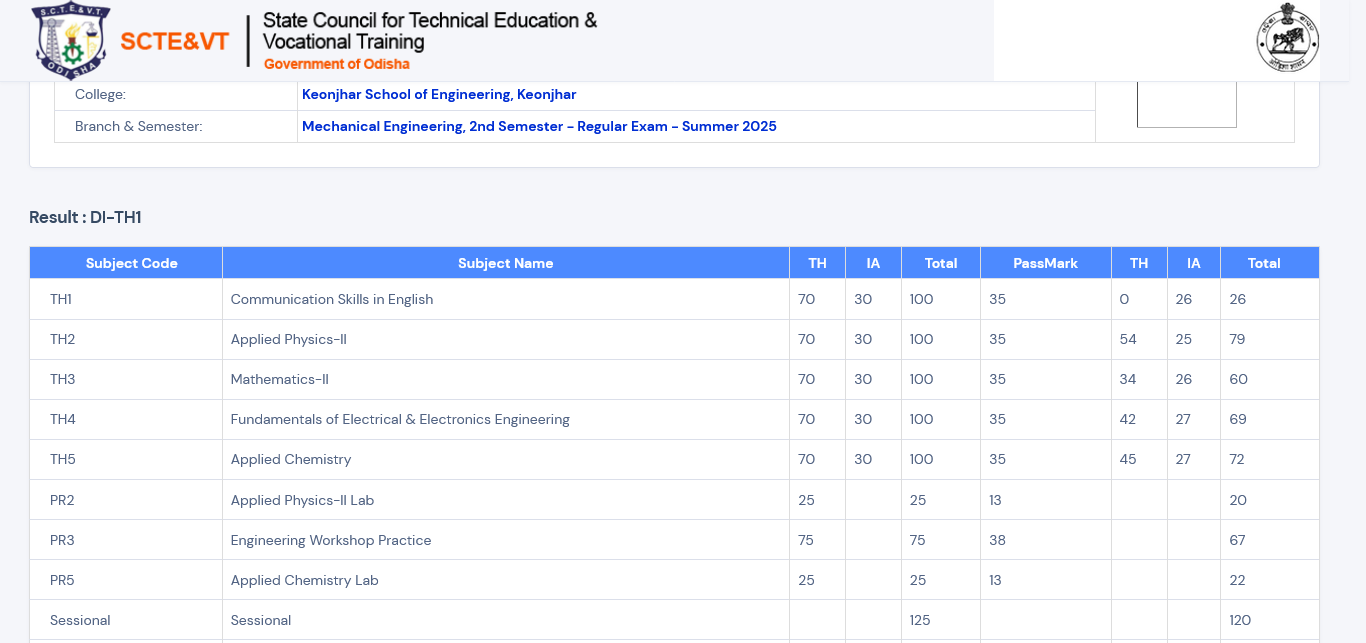 S.C.T.E.&V.T.
ODISHA
SCTE&VT
State Council for Technical Education &
Vocational Training
Government of Odisha
College: Keonjhar School of Engineering, Keonjhar
Branch & Semester: Mechanical Engineering, 2nd Semester - Regular Exam - Summer 2025
Result : DI-TH1
Subject Code Subject Name TH IA Total PassMark TH IA Total
TH1 Communication Skills in English 70 30 100 35 0 26 26
TH2 Applied Physics-II 70 30 100 35 54 25 79
TH3 Mathematics-II 70 30 100 35 34 26 60
TH4 Fundamentals of Electrical & Electronics Engineering 70 30 100 35 42 27 69
TH5 Applied Chemistry 70 30 100 35 45 27 72
PR2 Applied Physics-II Lab 25 25 13 20
PR3 Engineering Workshop Practice 75 75 38 67
PR5 Applied Chemistry Lab 25 25 13 22
Sessional Sessional 125 120